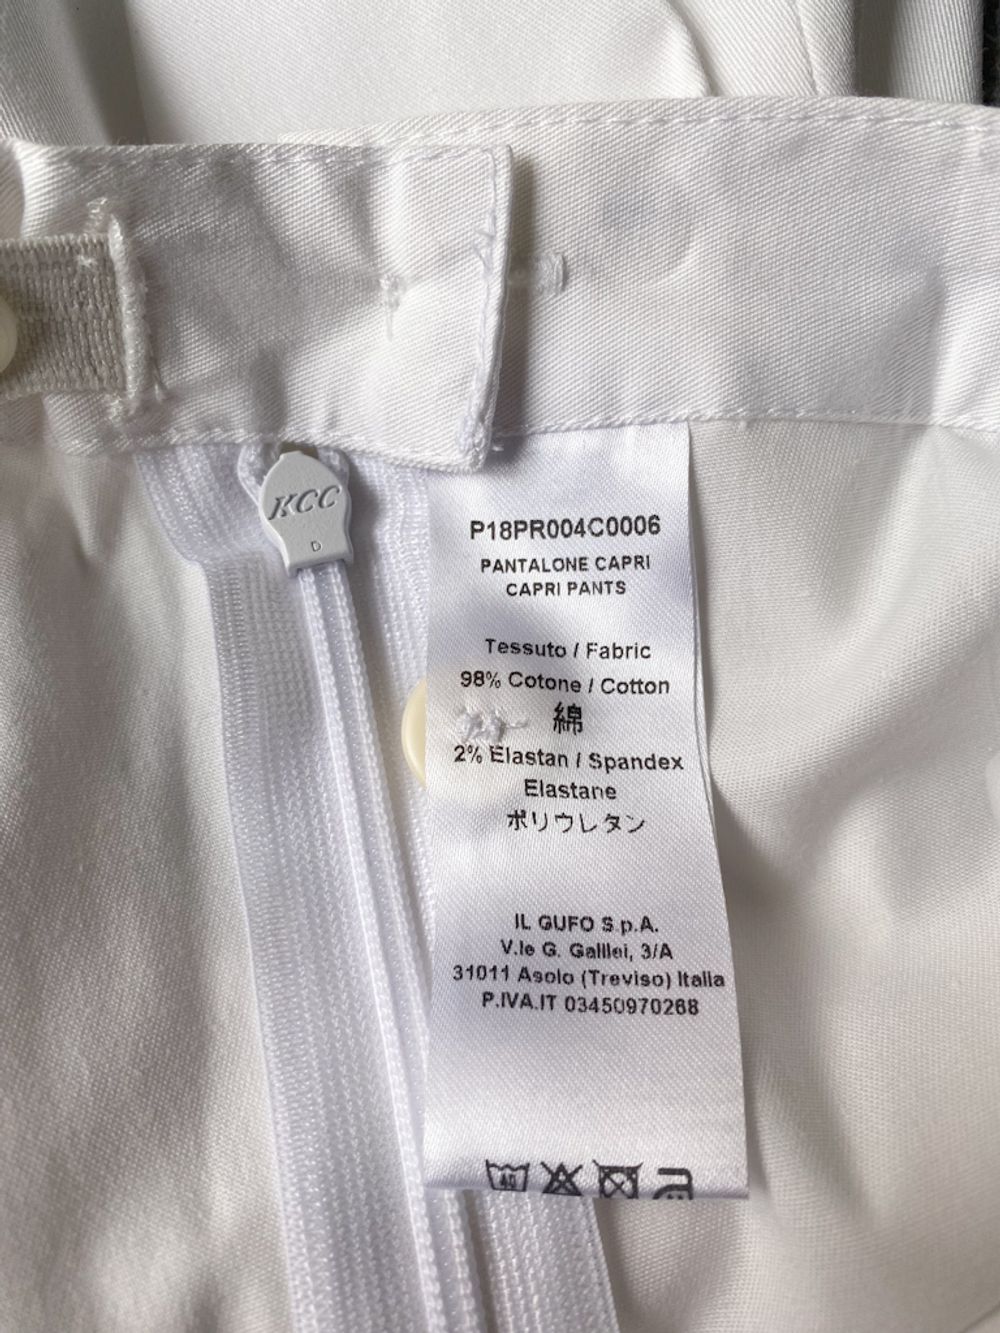 KCC
D
P18PR004C0006
PANTALONE CAPRI
CAPRI PANTS
Tessuto / Fabric
98% Cotone / Cotton
綿
2% Elastan / Spandex
Elastane
ポリウレタン
IL GUFO S.p.A.
V.le G. Galilei, 3/A
31011 Asolo (Treviso) Italia
P.IVA.IT 03450970268
40